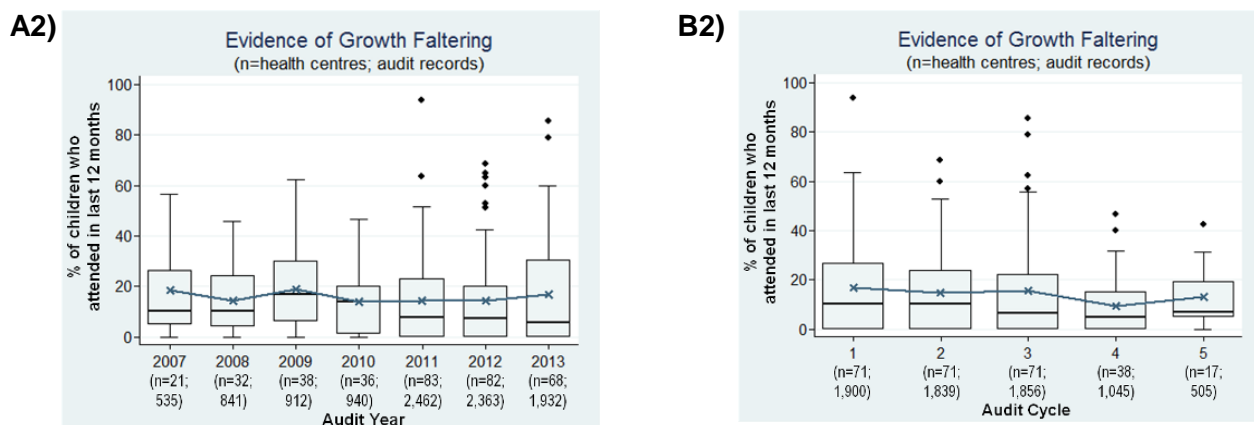 A2)
Evidence of Growth Faltering
(n=health centres; audit records)
% of children who
attended in last 12 months
100
80
60
40
20
0
2007 2008 2009 2010 2011 2012 2013
(n=21; (n=32; (n=38; (n=36; (n=83; (n=82; (n=68;
535) 841) 912) 940) 2,462) 2,363) 1,932)
Audit Year
B2)
Evidence of Growth Faltering
(n=health centres; audit records)
% of children who
attended in last 12 months
100
80
60
40
20
0
1 2 3 4 5
(n=71; (n=71; (n=71; (n=38; (n=17;
1,900) 1,839) 1,856) 1,045) 505)
Audit Cycle